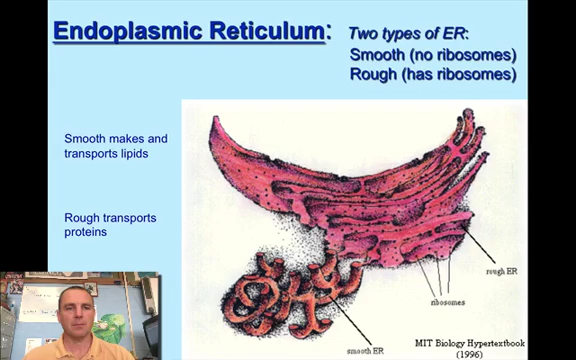 Endoplasmic Reticulum: Two types of ER:
Smooth (no ribosomes)
Rough (has ribosomes)
Smooth makes and
transports lipids
Rough transports
proteins
rough ER
ribosomes
smooth ER
MIT Biology Hypertextbook
(1996)